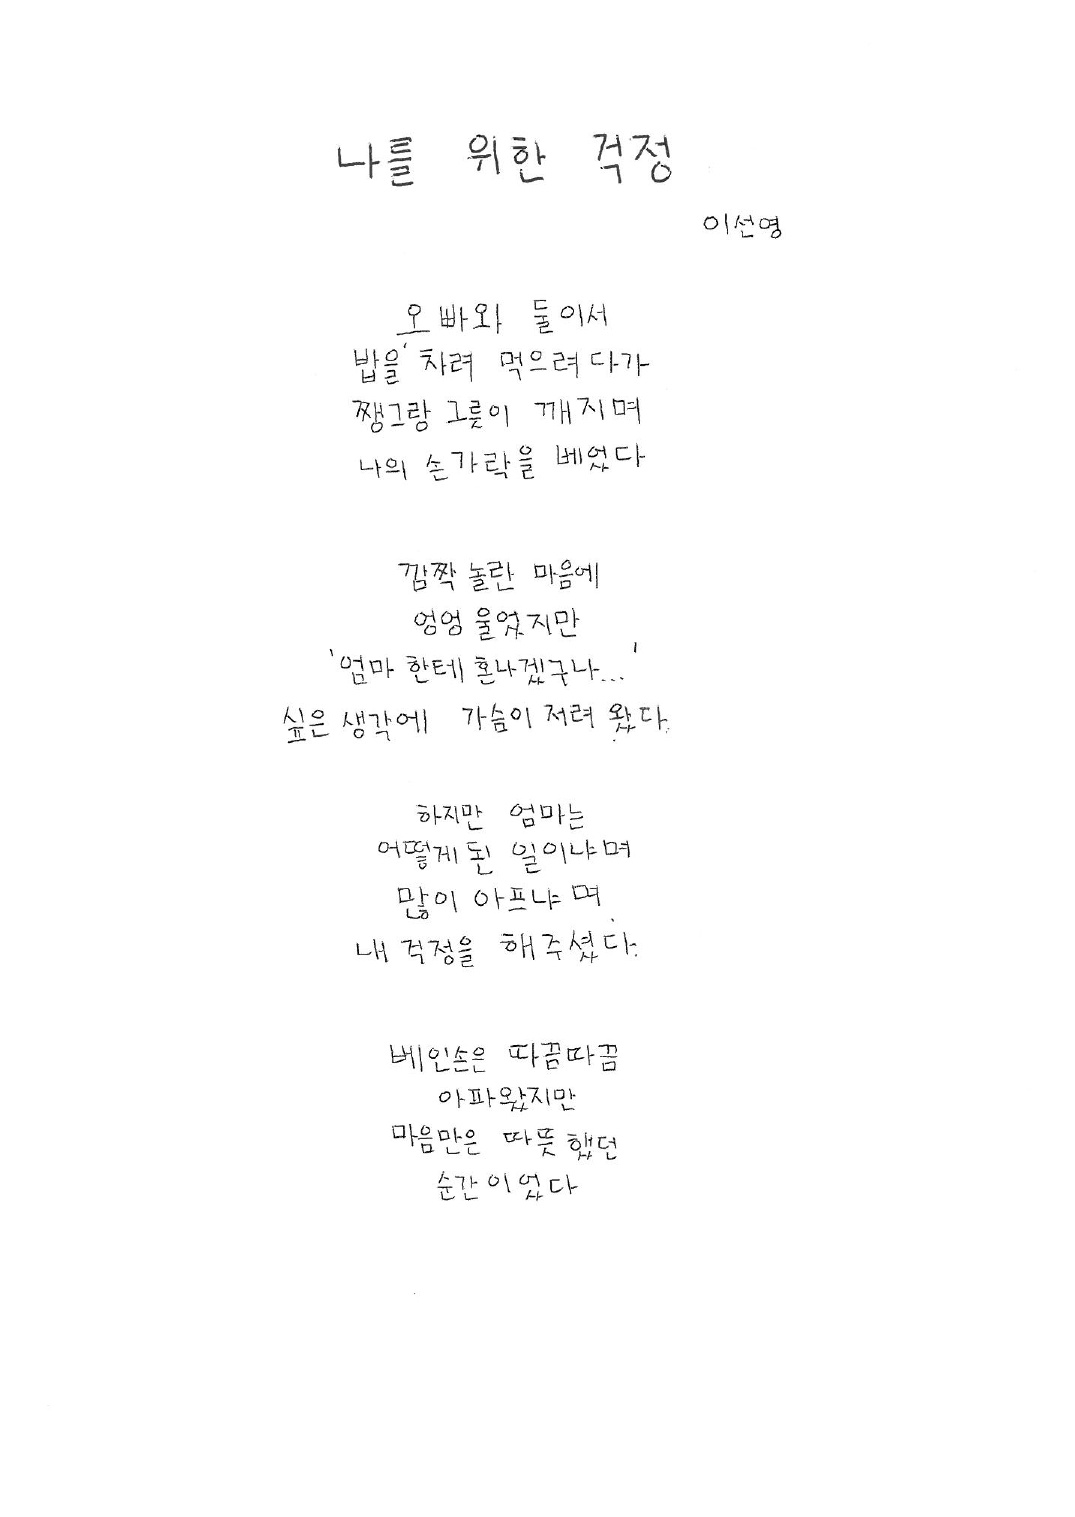 나를 위한 걱정
이선영
오빠와 둘이서
밥을 차려 먹으려다가
쨍그랑 그릇이 깨지며
나의 손가락을 베었다
깜짝 놀란 마음에
엉엉 울었지만
'엄마 한테 혼나겠구나...'
싶은 생각에 가슴이 저려 왔다.
하지만 엄마는
어떻게 된 일이냐며
많이 아프냐며
내 걱정을 해주셨다.
베인손은 따끔따끔
아파왔지만
마음만은 따뜻했던
순간이었다